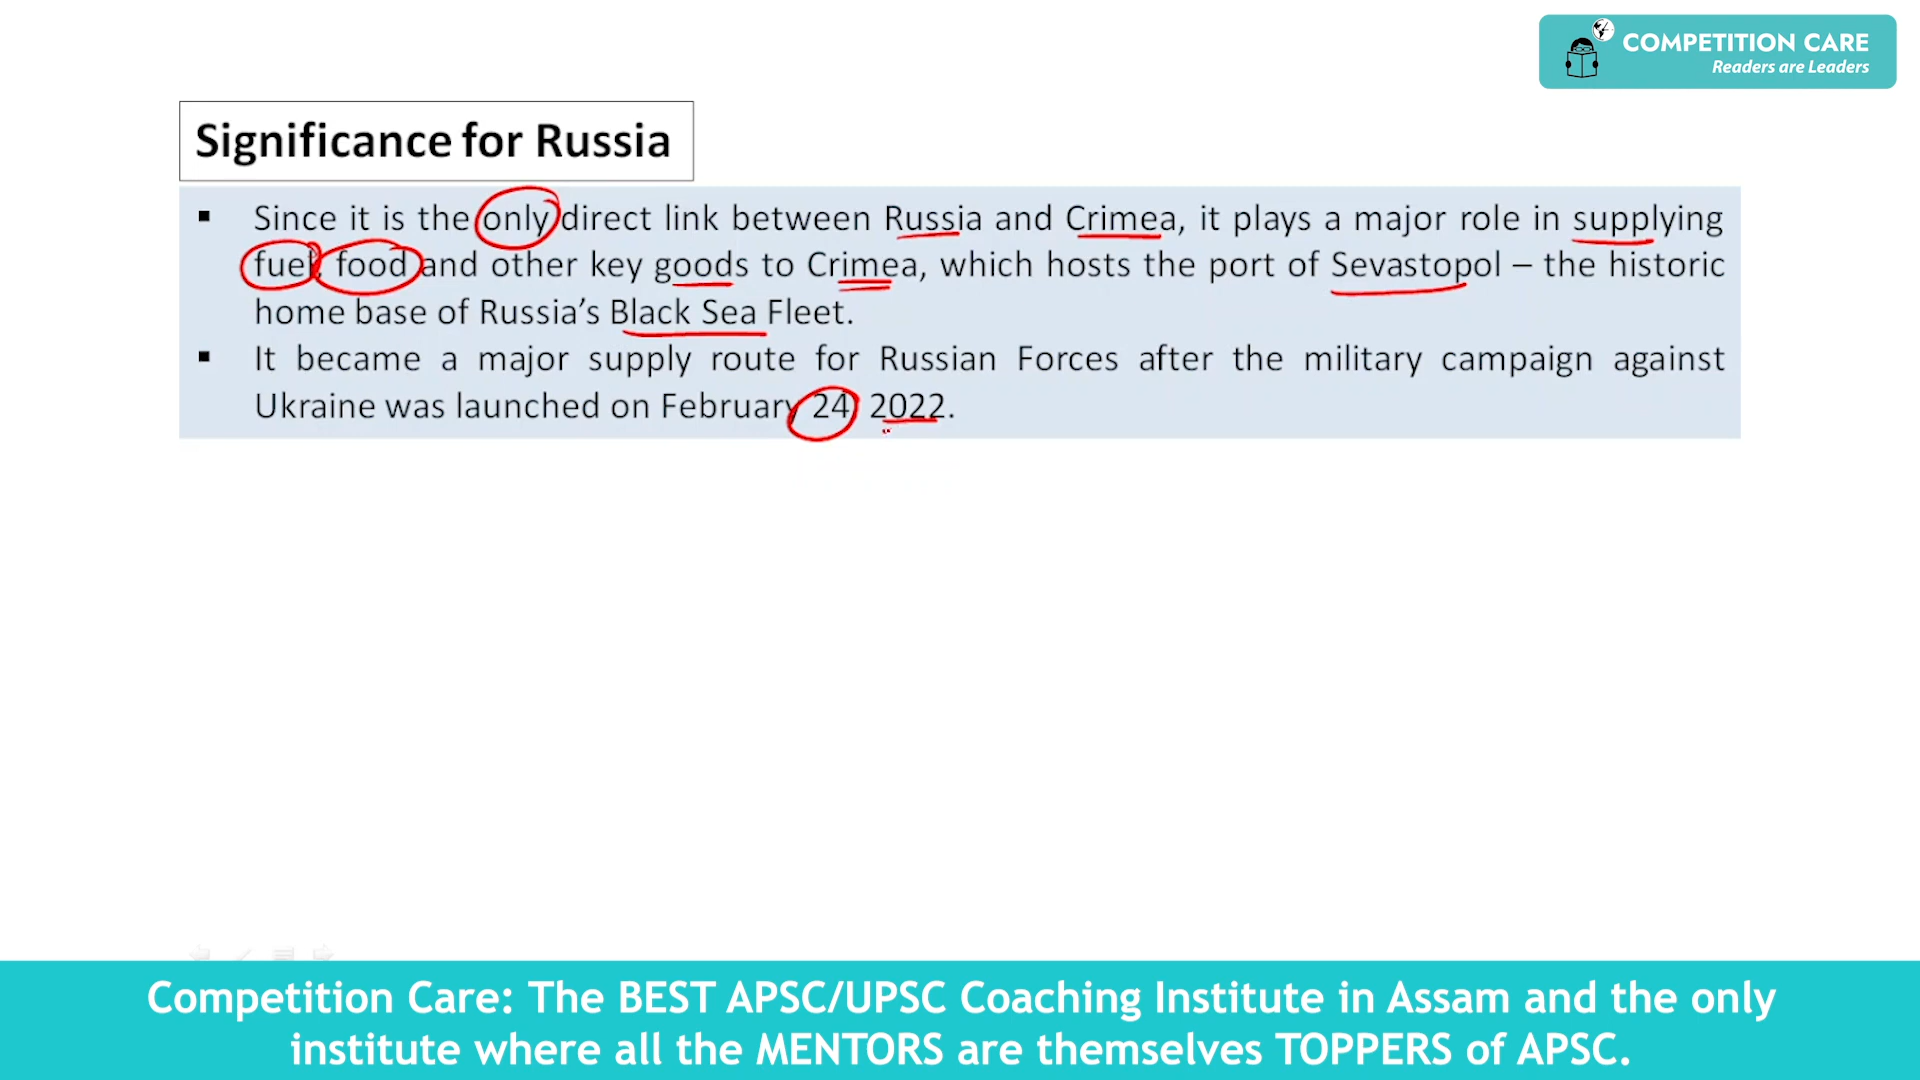 COMPETITION CARE
Readers are Leaders
Significance for Russia
▪ Since it is the only direct link between Russia and Crimea, it plays a major role in supplying
fuel, food and other key goods to Crimea, which hosts the port of Sevastopol – the historic
home base of Russia’s Black Sea Fleet.
▪ It became a major supply route for Russian Forces after the military campaign against
Ukraine was launched on February 24, 2022.
Competition Care: The BEST APSC/UPSC Coaching Institute in Assam and the only
institute where all the MENTORS are themselves TOPPERS of APSC.